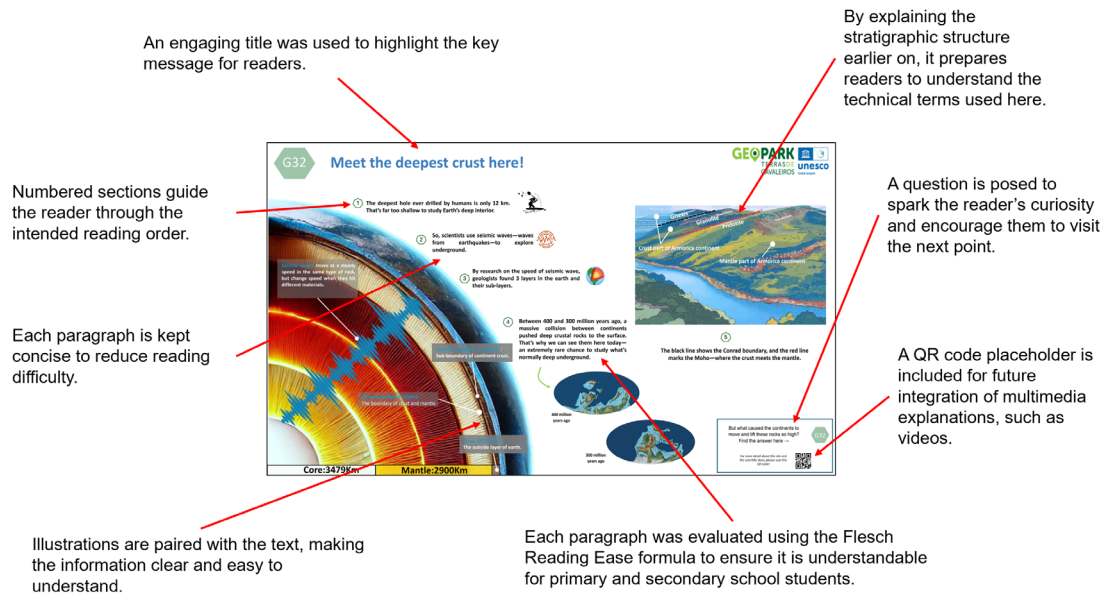 An engaging title was used to highlight the key
message for readers.
By explaining the
stratigraphic structure
earlier on, it prepares
readers to understand the
technical terms used here.
Numbered sections guide
the reader through the
intended reading order.
Each paragraph is kept
concise to reduce reading
difficulty.
A question is posed to
spark the reader's curiosity
and encourage them to visit
the next point.
A QR code placeholder is
included for future
integration of multimedia
explanations, such as
videos.
Illustrations are paired with the text, making
the information clear and easy to
understand.
Each paragraph was evaluated using the Flesch
Reading Ease formula to ensure it is understandable
for primary and secondary school students.
G32
Meet the deepest crust here!
GEOPARK
TERRAS DE
CAVALEIROS
unesco
1
The deepest hole ever drilled by humans is only 12 km.
That's far too shallow to study Earth's deep interior.
2
So, scientists use seismic waves—waves
from earthquakes—to explore
underground.
3
By research on the speed of seismic wave,
geologists found 3 layers in the earth and
their sub-layers.
4
Between 400 and 300 million years ago, a
massive collision between continents
pushed deep crustal rocks to the surface.
That's why we can see them here today—
an extremely rare chance to study what's
normally deep underground.
400 million
years ago
300 million
years ago
move at a steady
speed in the same type of rock,
but change speed when they hit
different materials.
Sub-boundary of continent crust.
The boundary of crust and mantle
The outside layer of earth.
Core:3479Km
Mantle:2900Km
Gneiss
Granulite
Crust part of Armorica continent
Mantle part of Armorica continent
5
The black line shows the Conrad boundary, and the red line
marks the Moho—where the crust meets the mantle.
But what caused the continents to
move and lift these rocks so high?
Find the answer here →
G32